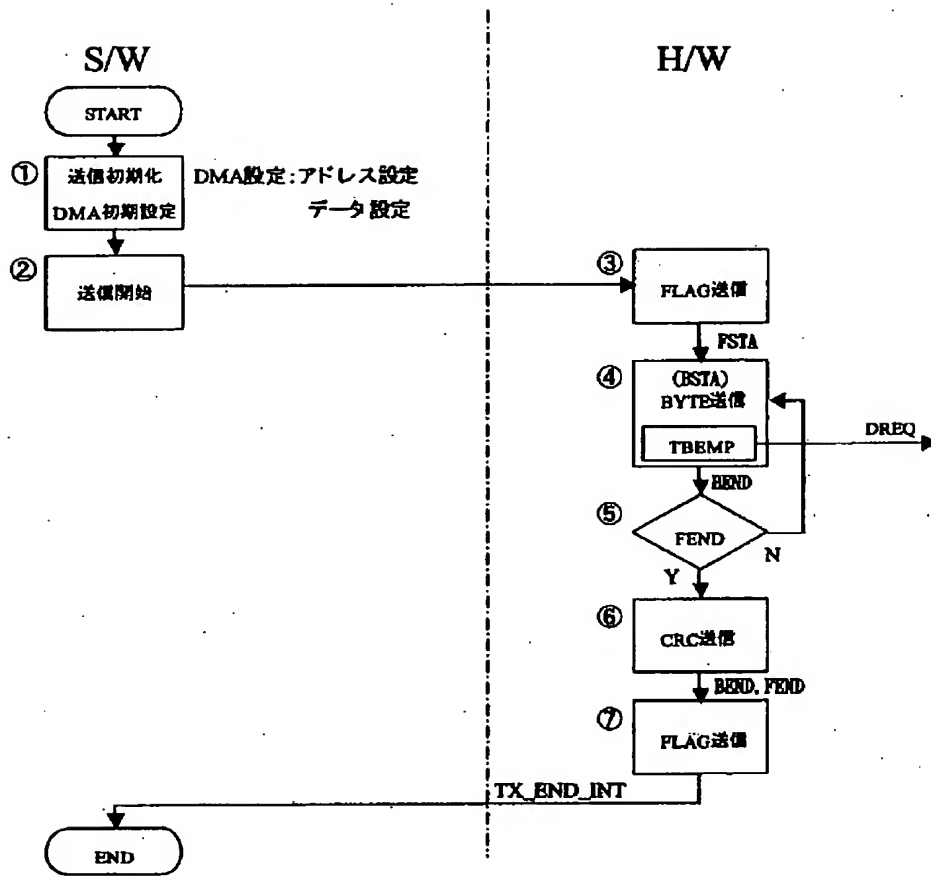 S/W
H/W
START
①
送信初期化
DMA初期設定
DMA設定:アドレス設定
データ設定
②
送信開始
③
FLAG送信
FSTA
④
(BSTA)
BYTE送信
TBEMP
DREQ
BEND
⑤
FEND
N
Y
⑥
CRC送信
BEND, FEND
⑦
FLAG送信
TX_END_INT
END